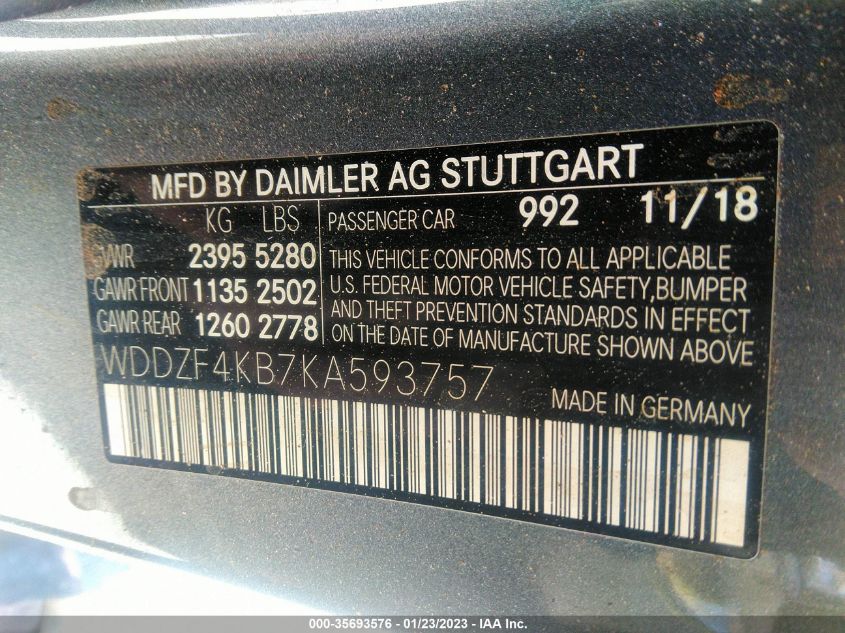 MFD BY DAIMLER AG STUTTGART
KG LBS
PASSENGER CAR 992 11/18
GVWR 2395 5280
GAWR FRONT 1135 2502
GAWR REAR 1260 2778
THIS VEHICLE CONFORMS TO ALL APPLICABLE
U.S. FEDERAL MOTOR VEHICLE SAFETY,BUMPER
AND THEFT PREVENTION STANDARDS IN EFFECT
ON THE DATE OF MANUFACTURE SHOWN ABOVE
WDDZF4KB7KA593757
MADE IN GERMANY
000-35693576 / 01/23/2023 - IAA Inc.